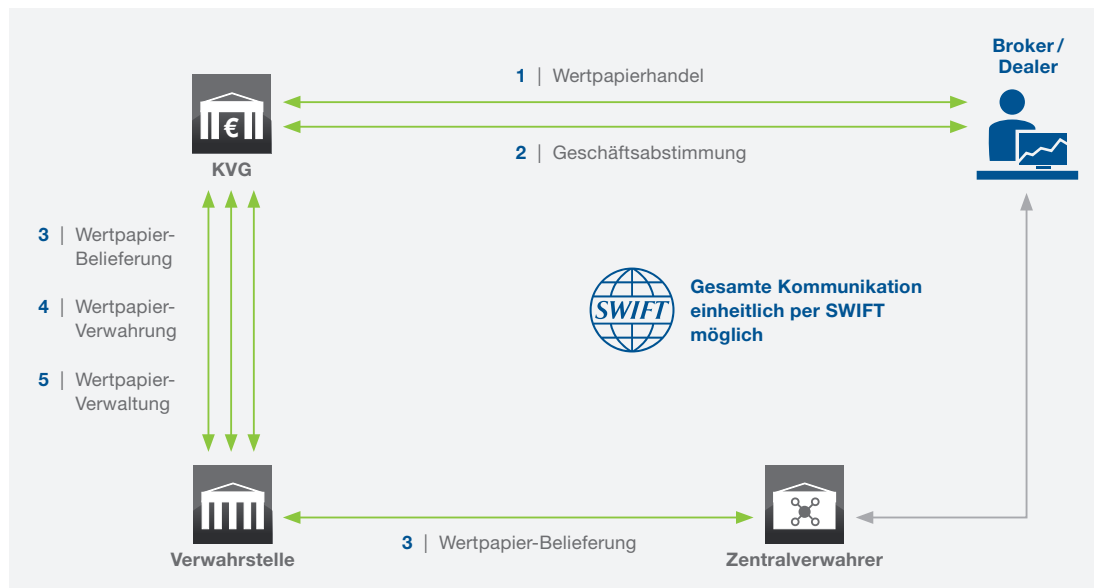 Broker /
Dealer
1 | Wertpapierhandel
2 | Geschäftsabstimmung
€
KVG
3 | Wertpapier-
Belieferung
4 | Wertpapier-
Verwahrung
5 | Wertpapier-
Verwaltung
SWIFT
Gesamte Kommunikation
einheitlich per SWIFT
möglich
Verwahrstelle
3 | Wertpapier-Belieferung
Zentralverwahrer